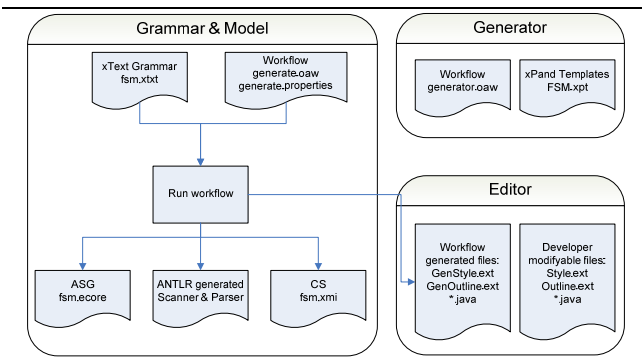 Grammar & Model
xText Grammar
fsm.xtxt
Workflow
generate.oaw
generate.properties
Run workflow
ASG
fsm.ecore
ANTLR generated
Scanner & Parser
CS
fsm.xmi
Generator
Workflow
generator.oaw
xPand Templates
FSM.xpt
Editor
Workflow
generated files:
GenStyle.ext
GenOutline.ext
*.java
Developer
modifyable files:
Style.ext
Outline.ext
*.java